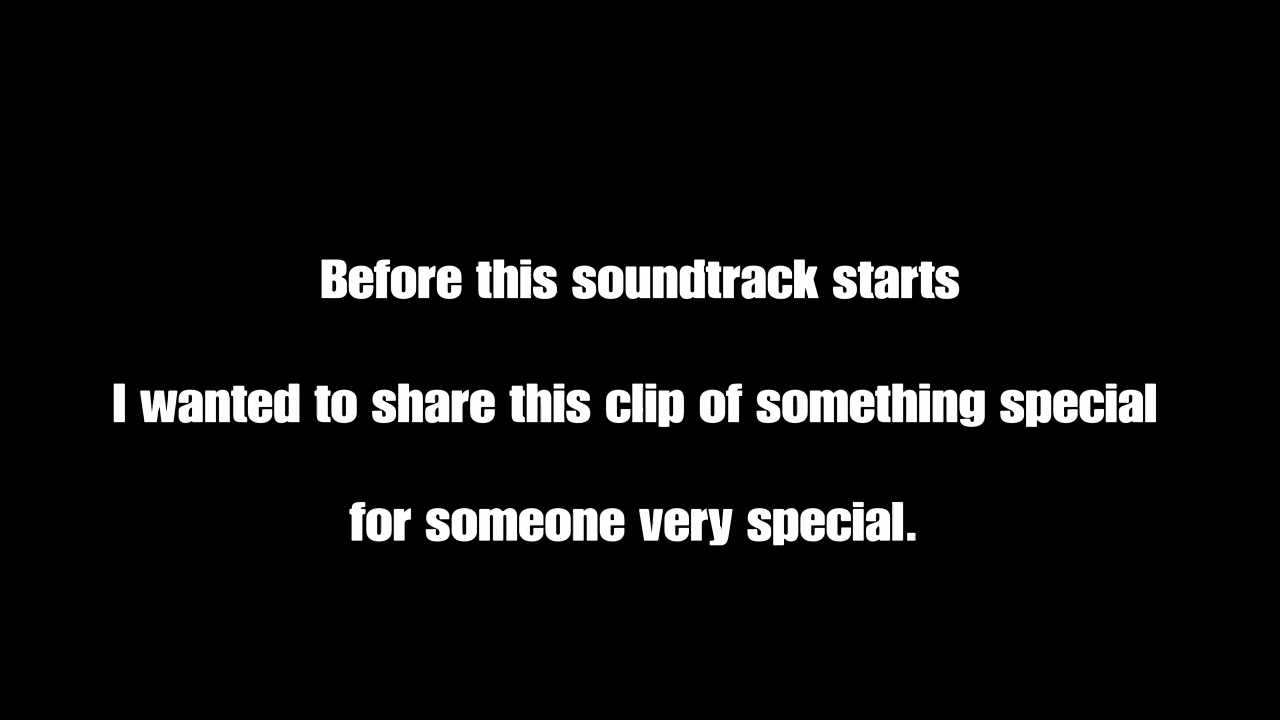 Before this soundtrack starts
I wanted to share this clip of something special
for someone very special.